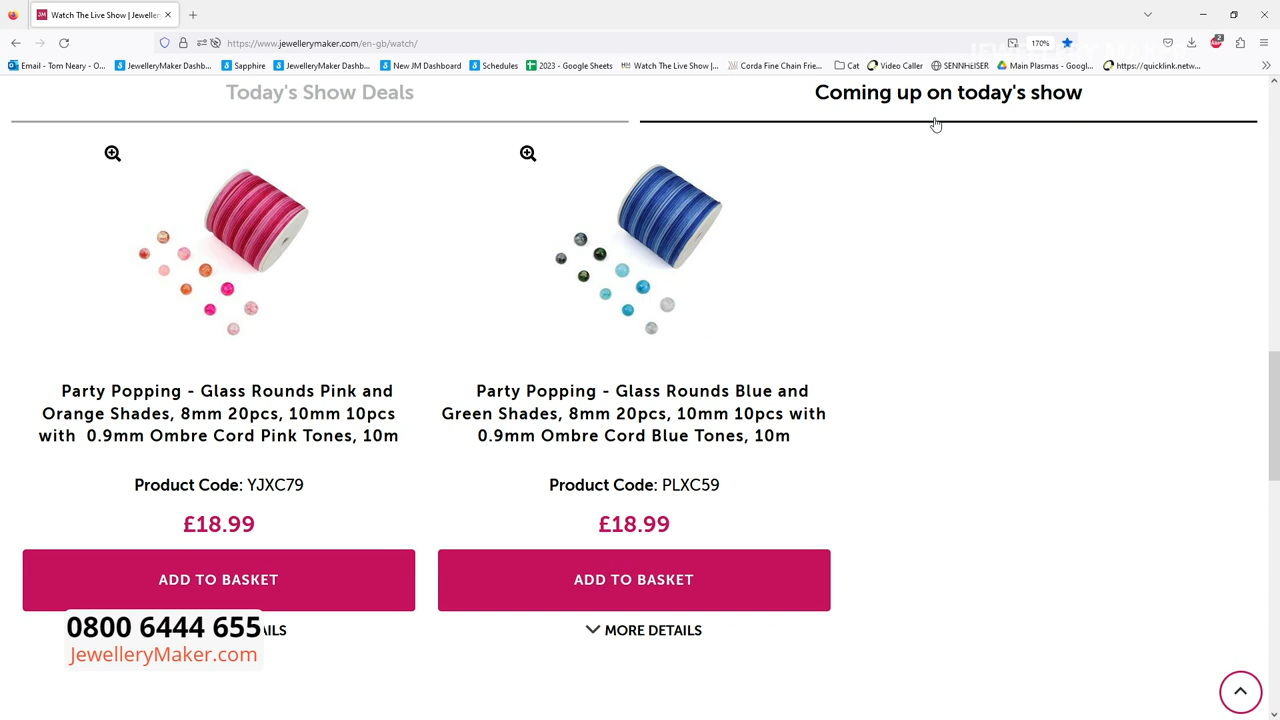 Watch The Live Show | Jeweller
https://www.jewellerymaker.com/en-gb/watch/
170%
2
Email - Tom Neary - O...
JewelleryMaker Dashb...
Sapphire
JewelleryMaker Dashb...
New JM Dashboard
Schedules
2023 - Google Sheets
Watch The Live Show |...
Corda Fine Chain Frie...
Cat
Video Caller
SENNHEISER
Main Plasmas - Googl...
https://quicklink.netw...
Today's Show Deals
Coming up on today's show
Party Popping - Glass Rounds Pink and
Orange Shades, 8mm 20pcs, 10mm 10pcs
with 0.9mm Ombre Cord Pink Tones, 10m
Product Code: YJXC79
£18.99
ADD TO BASKET
Party Popping - Glass Rounds Blue and
Green Shades, 8mm 20pcs, 10mm 10pcs with
0.9mm Ombre Cord Blue Tones, 10m
Product Code: PLXC59
£18.99
ADD TO BASKET
MORE DETAILS
0800 6444 655
JewelleryMaker.com